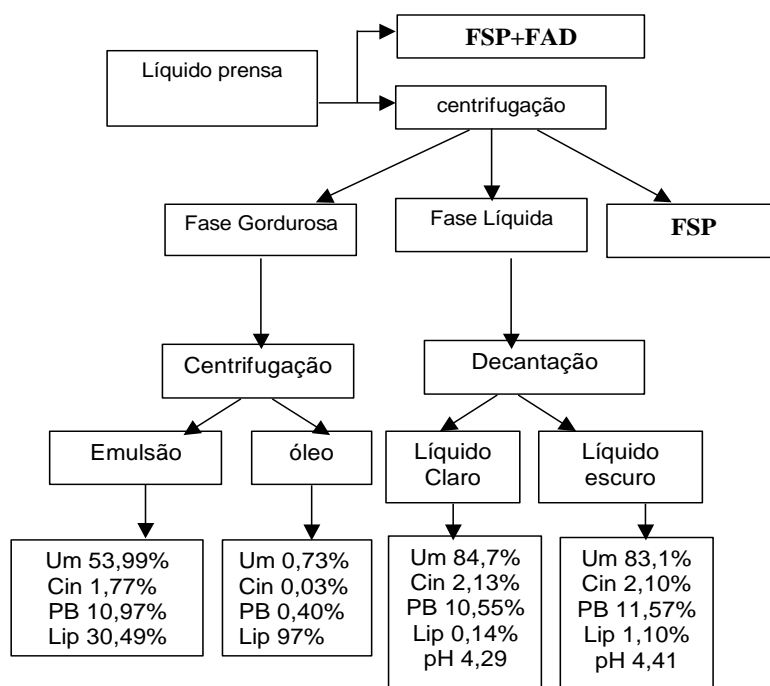 FSP+FAD
Líquido prensa
centrifugação
Fase Gordurosa
Fase Líquida
FSP
Centrifugação
Decantação
Emulsão
óleo
Líquido
Claro
Líquido
escuro
Um 53,99%
Cin 1,77%
PB 10,97%
Lip 30,49%
Um 0,73%
Cin 0,03%
PB 0,40%
Lip 97%
Um 84,7%
Cin 2,13%
PB 10,55%
Lip 0,14%
pH 4,29
Um 83,1%
Cin 2,10%
PB 11,57%
Lip 1,10%
pH 4,41